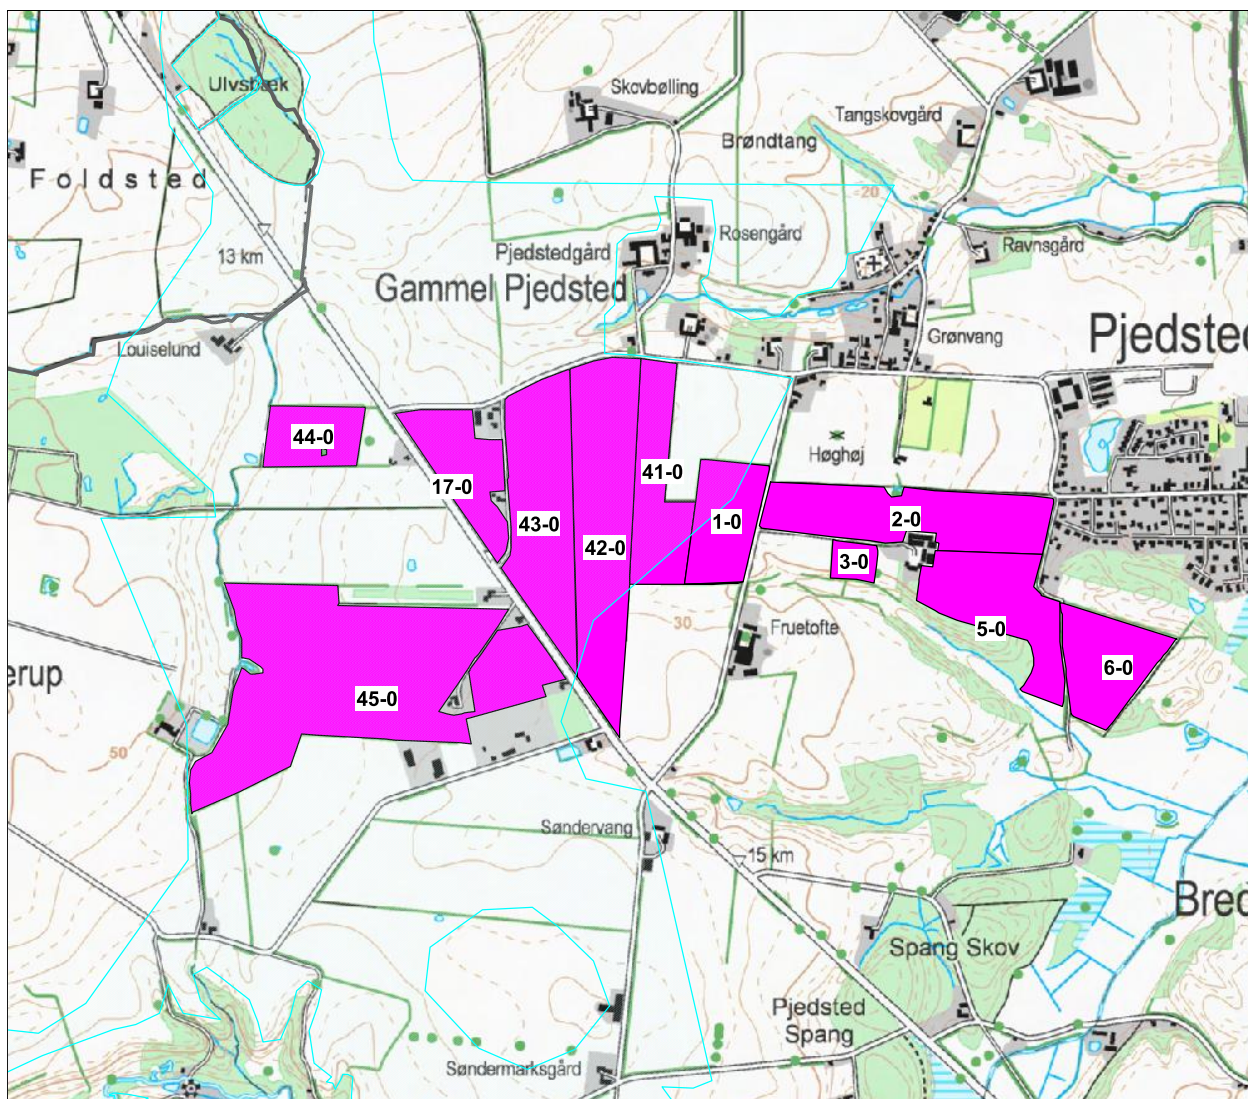 Ulvsbæk
Skovbølling
Tangskovgård
Brøndtang
Foldsted
20
Rosengård
Ravnsgård
Pjedstedgård
13 km
Gammel Pjedsted
Grønvang
Pjedste
Louiselund
44-0
Høghøj
41-0
17-0
43-0
1-0
2-0
42-0
3-0
30
Fruetofte
5-0
6-0
erup
45-0
50
Søndervang
15 km
Bred
Spang Skov
Pjedsted
Spang
Søndermarksgård